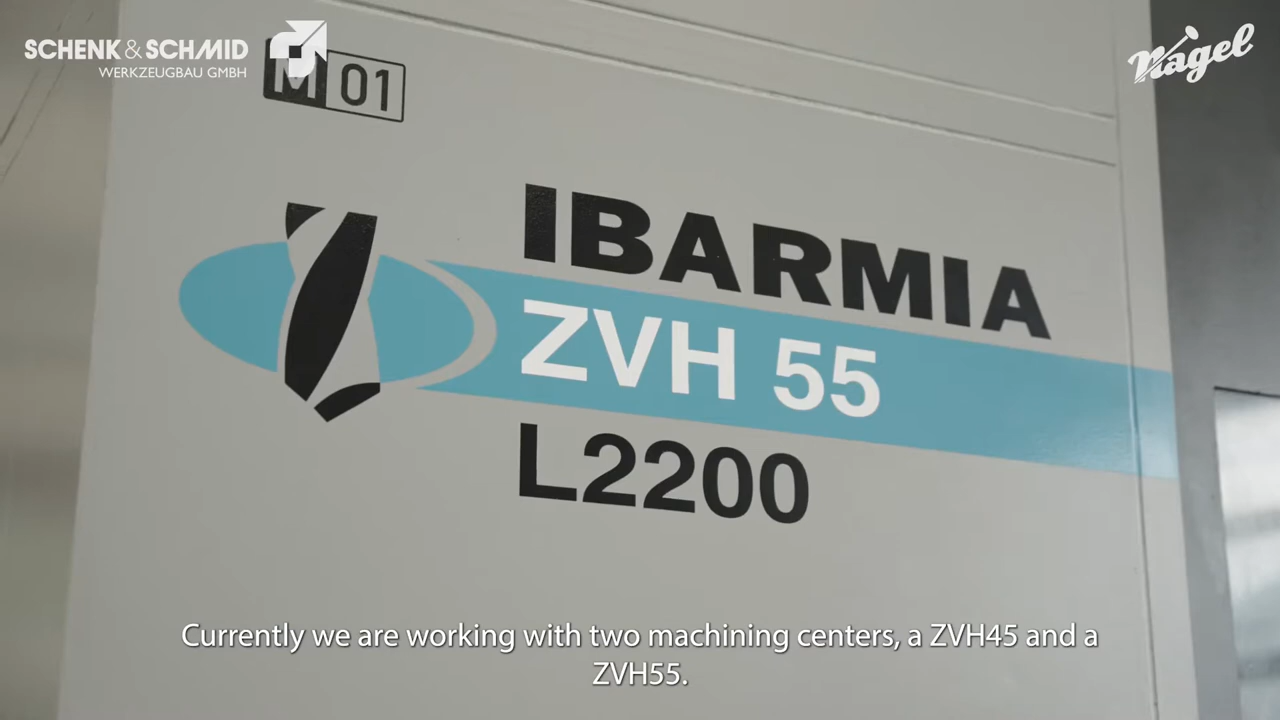 SCHENK & SCHMID
WERKZEUGBAU GMBH
Nagel
M 01
IBARMIA
ZVH 55
L2200
Currently we are working with two machining centers, a ZVH45 and a
ZVH55.